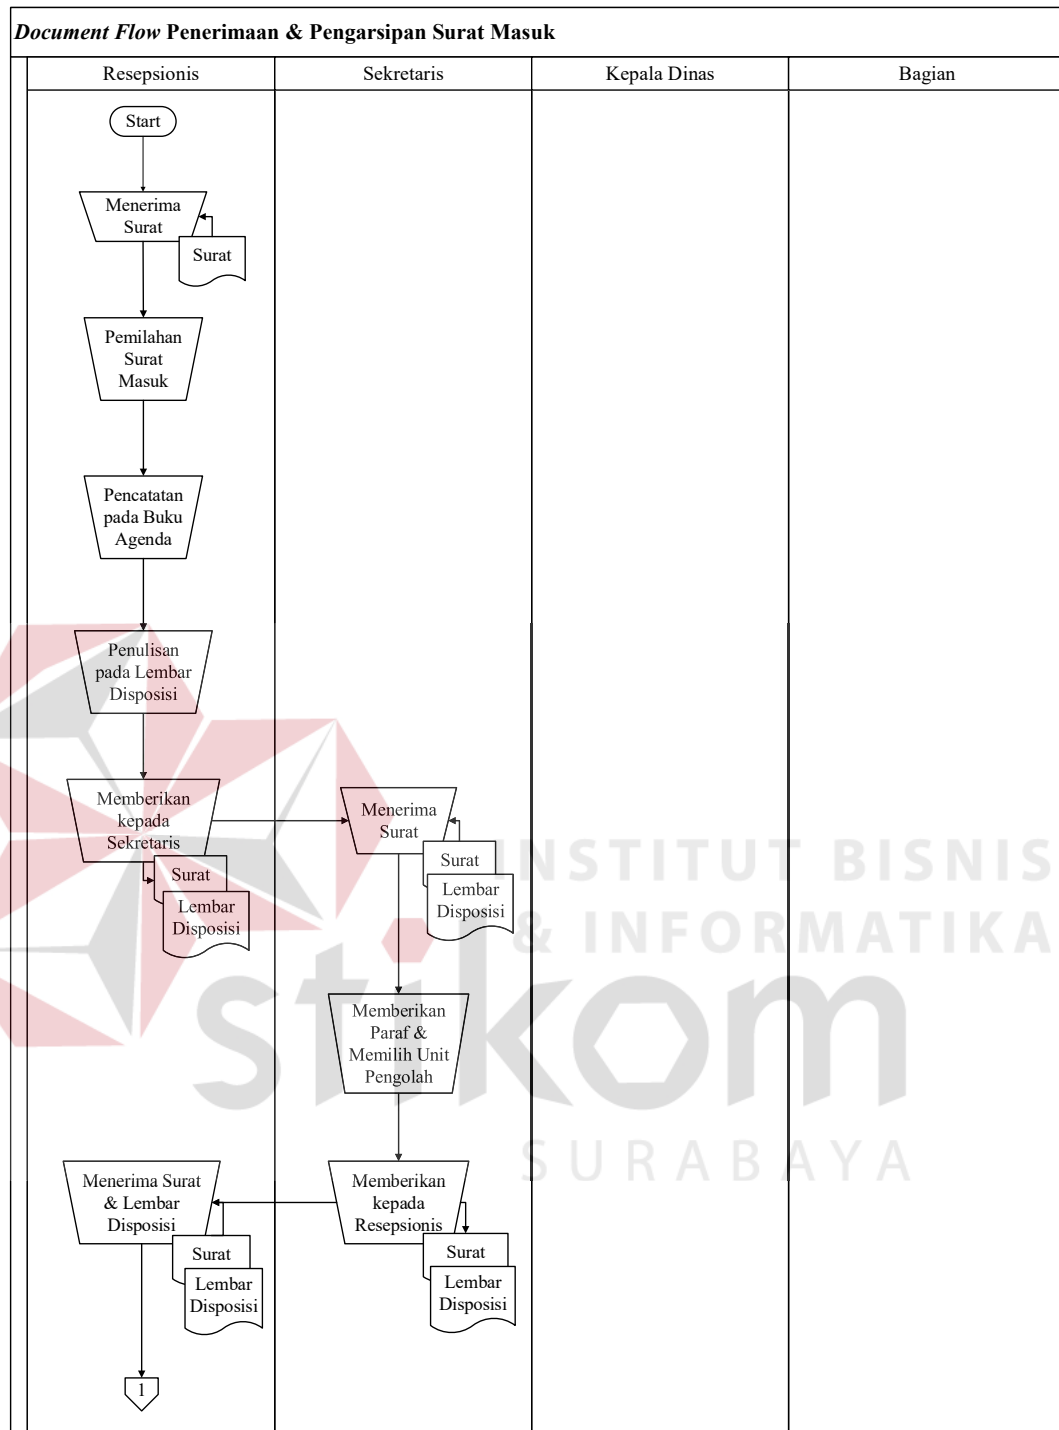 Document Flow Penerimaan & Pengarsipan Surat Masuk
Resepsionis
Sekretaris
Kepala Dinas
Bagian
Start
Menerima
Surat
Surat
Pemilahan
Surat
Masuk
Pencatatan
pada Buku
Agenda
Penulisan
pada Lembar
Disposisi
Memberikan
kepada
Sekretaris
Surat
Lembar
Disposisi
Menerima
Surat
Surat
Lembar
Disposisi
INSTITUT BISNIS
& INFORMATIKA
stikom
SURABAYA
Memberikan
Paraf &
Memilih Unit
Pengolah
Memberikan
kepada
Resepsionis
Surat
Lembar
Disposisi
Menerima Surat
& Lembar
Disposisi
Surat
Lembar
Disposisi
1